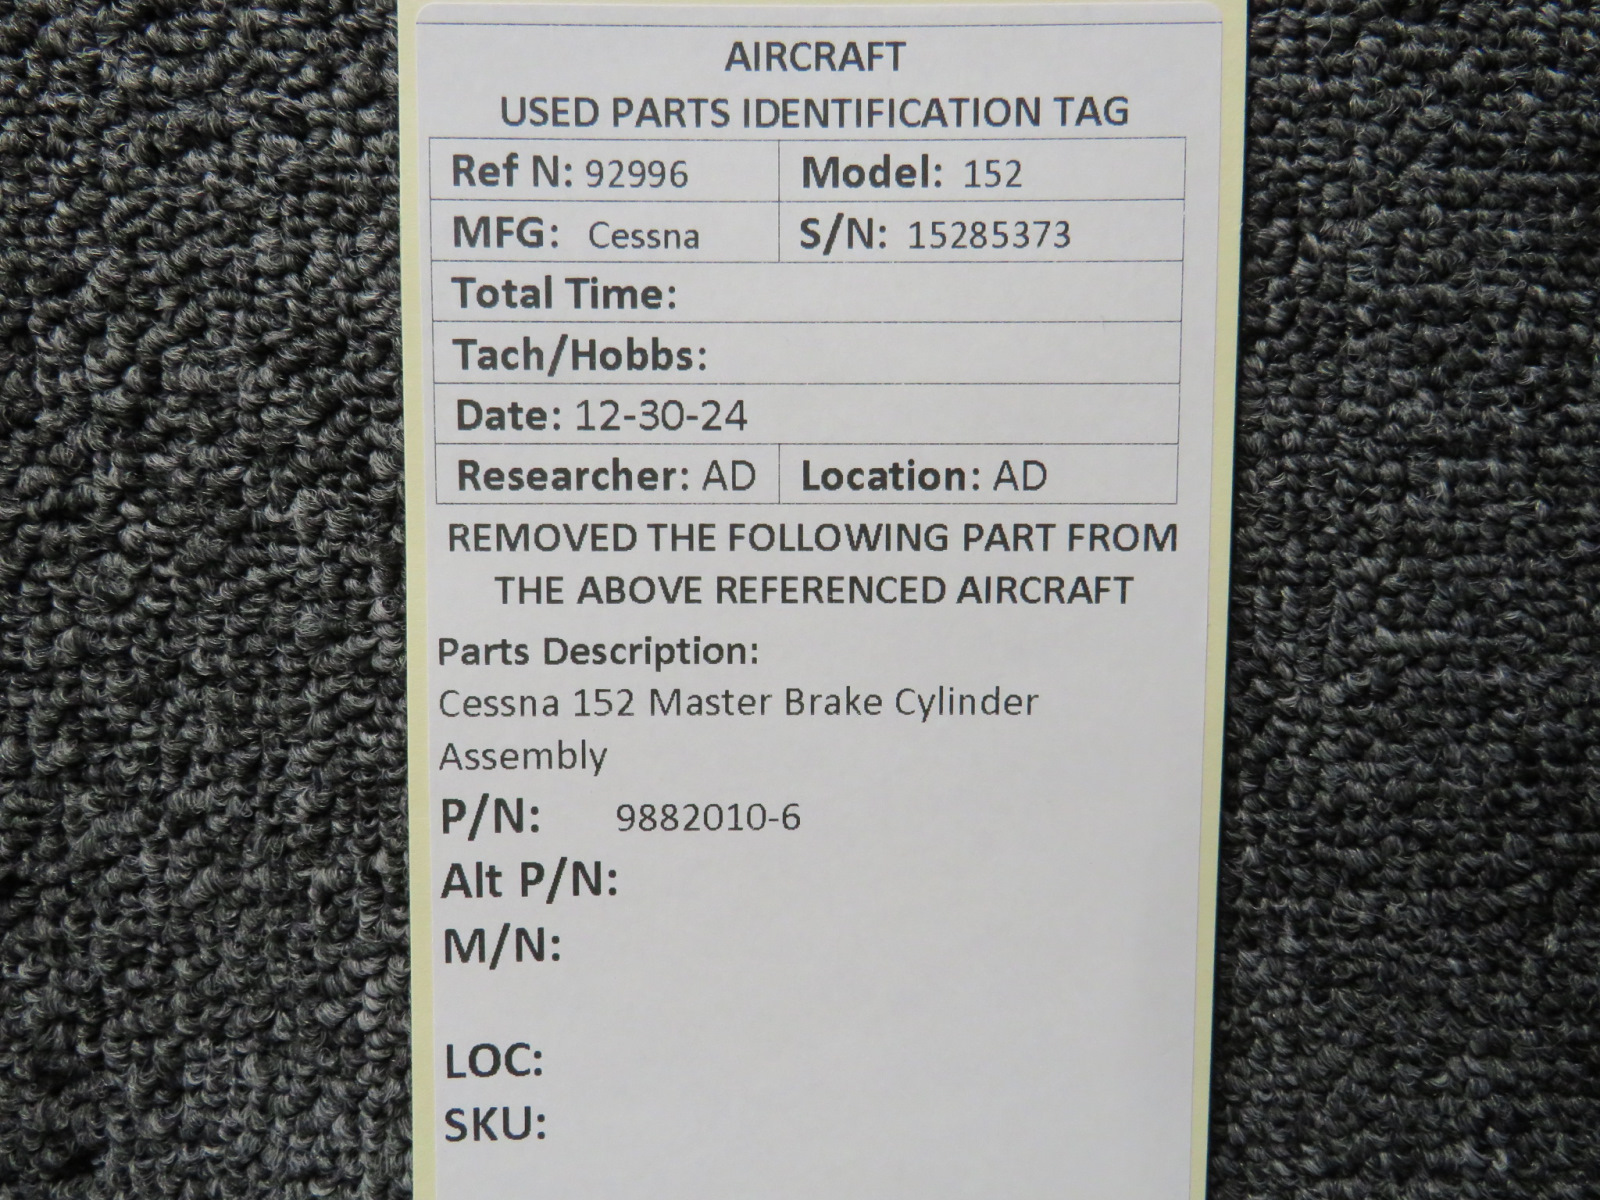 AIRCRAFT
USED PARTS IDENTIFICATION TAG
Ref N: 92996 Model: 152
MFG: Cessna S/N: 15285373
Total Time:
Tach/Hobbs:
Date: 12-30-24
Researcher: AD Location: AD
REMOVED THE FOLLOWING PART FROM
THE ABOVE REFERENCED AIRCRAFT
Parts Description:
Cessna 152 Master Brake Cylinder
Assembly
P/N: 9882010-6
Alt P/N:
M/N:
LOC:
SKU: